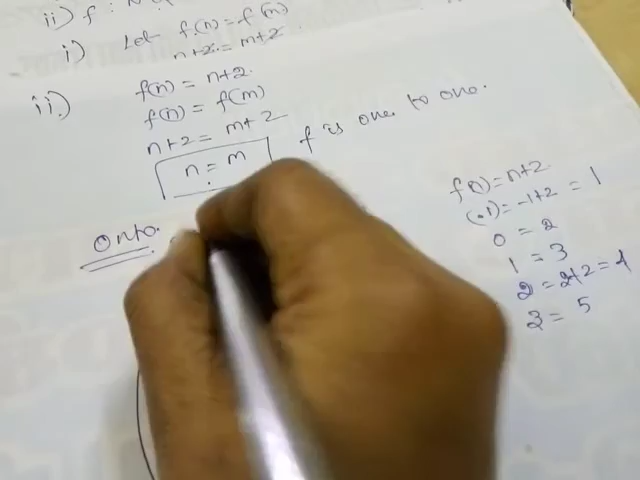 ii) f :
i) Let f(n) = f(m)
n+2 = m+2
ii.) f(n) = n+2.
f(n) = f(m)
n+2 = m+2
n = m f is one to one.
Onto.
f(n) = n+2.
(-1) = -1+2 = 1
0 = 2
1 = 3
2 = 2+2 = 4
3 = 5